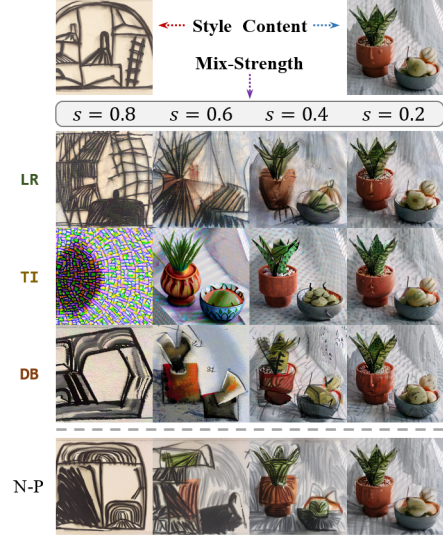 Style Content
Mix-Strength
s = 0.8 s = 0.6 s = 0.4 s = 0.2
LR
TI
DB
N-P